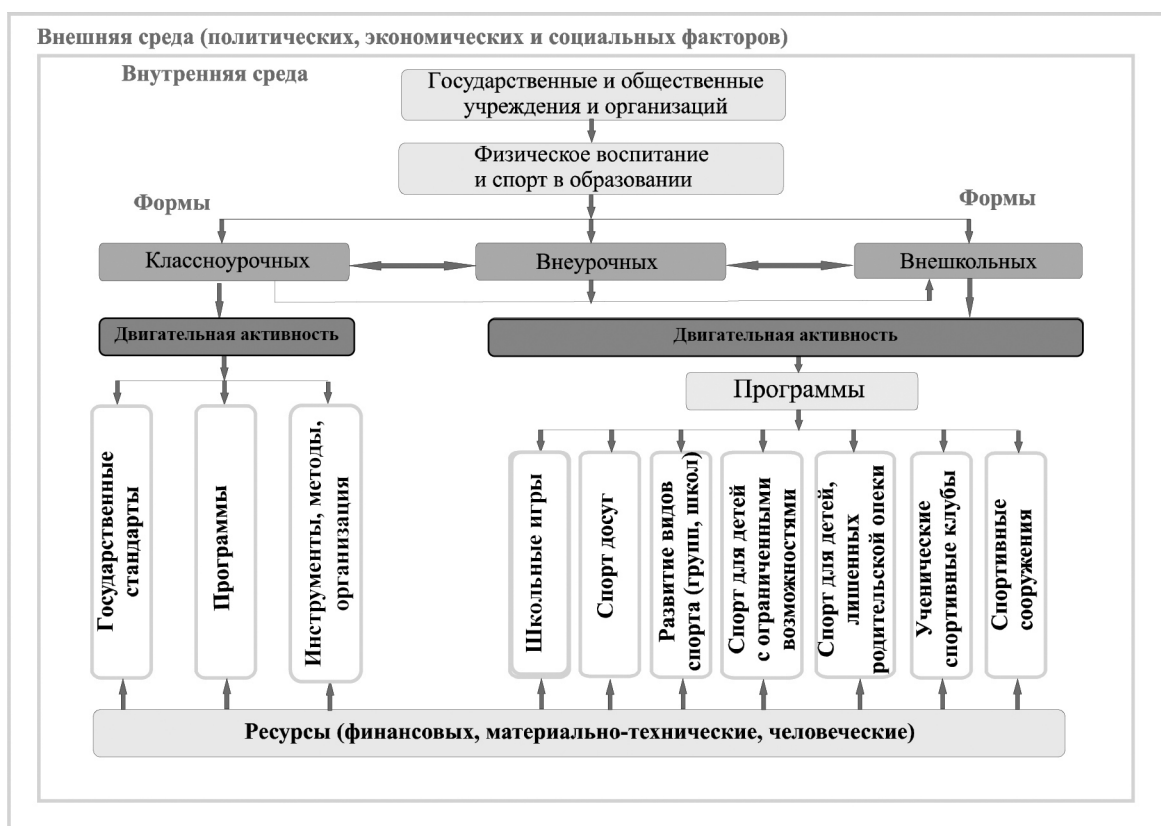 Внешняя среда (политических, экономических и социальных факторов)
Внутренняя среда
Государственные и общественные
учреждения и организаций
Физическое воспитание
и спорт в образовании
Формы
Формы
Классноурочных
Внеурочных
Внешкольных
Двигательная активность
Двигательная активность
Программы
Государственные
стандарты
Программы
Инструменты, методы,
организация
Школьные игры
Спорт досуг
Развитие видов
спорта (групп, школ)
Спорт для детей
с ограниченными
возможностями
Спорт для детей,
лишенных
родительской опеки
Ученические
спортивные клубы
Спортивные
сооружения
Ресурсы (финансовых, материально-технические, человеческие)